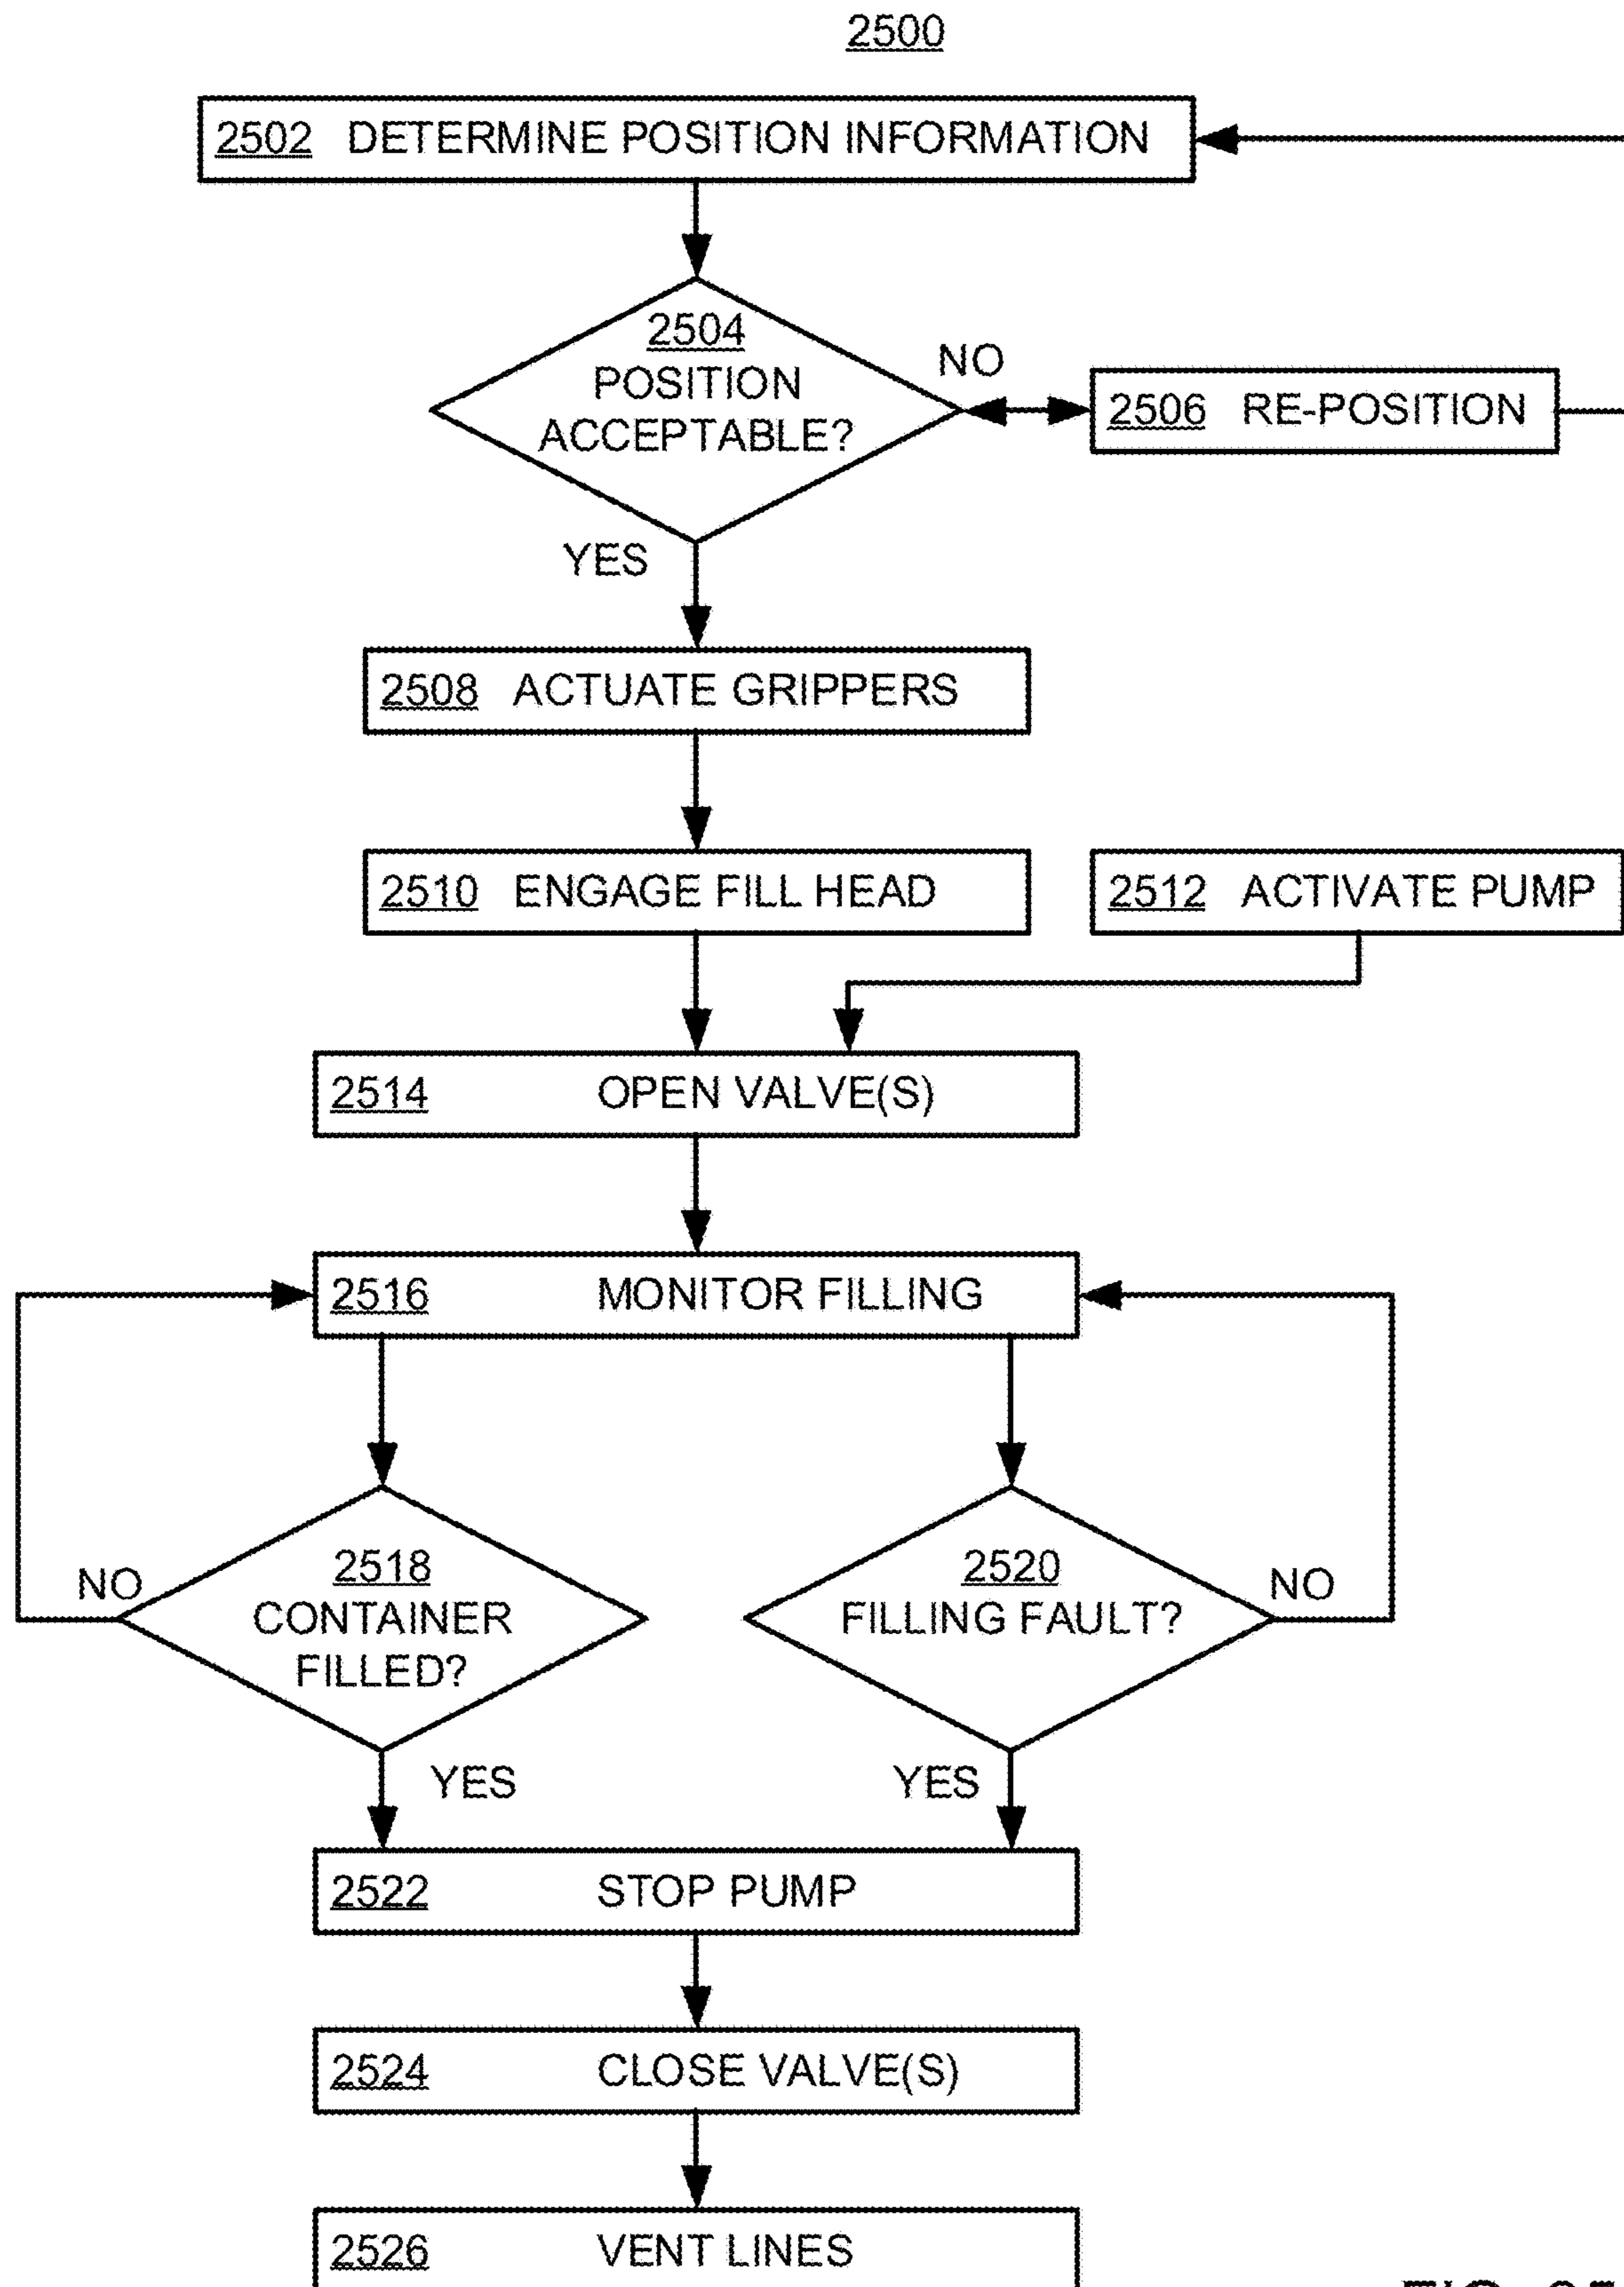 2500
2502 DETERMINE POSITION INFORMATION
2504
POSITION
ACCEPTABLE?
NO
2506 RE-POSITION
YES
2508 ACTUATE GRIPPERS
2510 ENGAGE FILL HEAD
2512 ACTIVATE PUMP
2514 OPEN VALVE(S)
2516 MONITOR FILLING
NO
2518
CONTAINER
FILLED?
2520
FILLING FAULT?
NO
YES
YES
2522 STOP PUMP
2524 CLOSE VALVE(S)
2526 VENT LINES